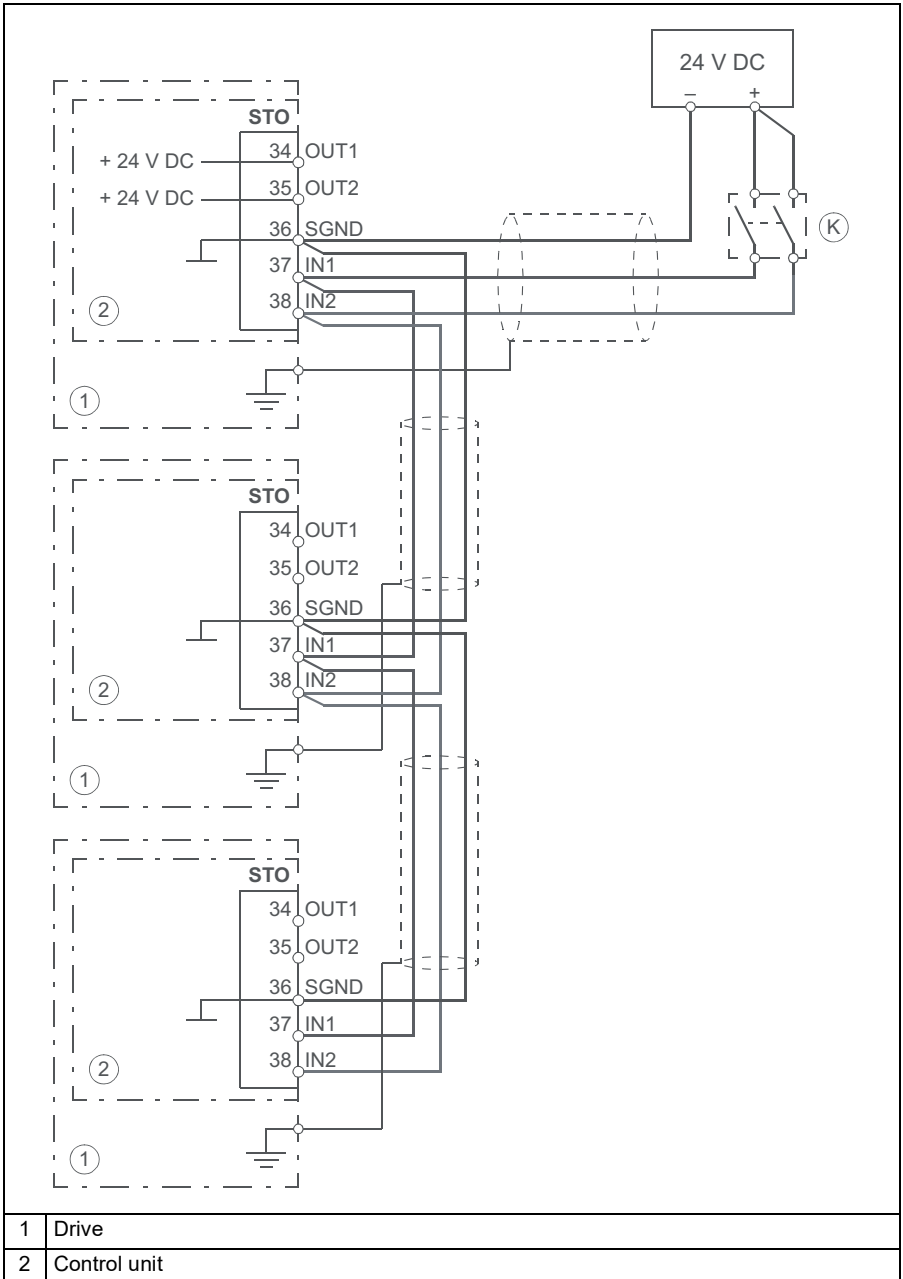 24 V DC
– +
K
STO
+ 24 V DC
34 OUT1
+ 24 V DC
35 OUT2
36 SGND
37 IN1
38 IN2
2
1
STO
34 OUT1
35 OUT2
36 SGND
37 IN1
38 IN2
2
1
STO
34 OUT1
35 OUT2
36 SGND
37 IN1
38 IN2
2
1
1 Drive
2 Control unit